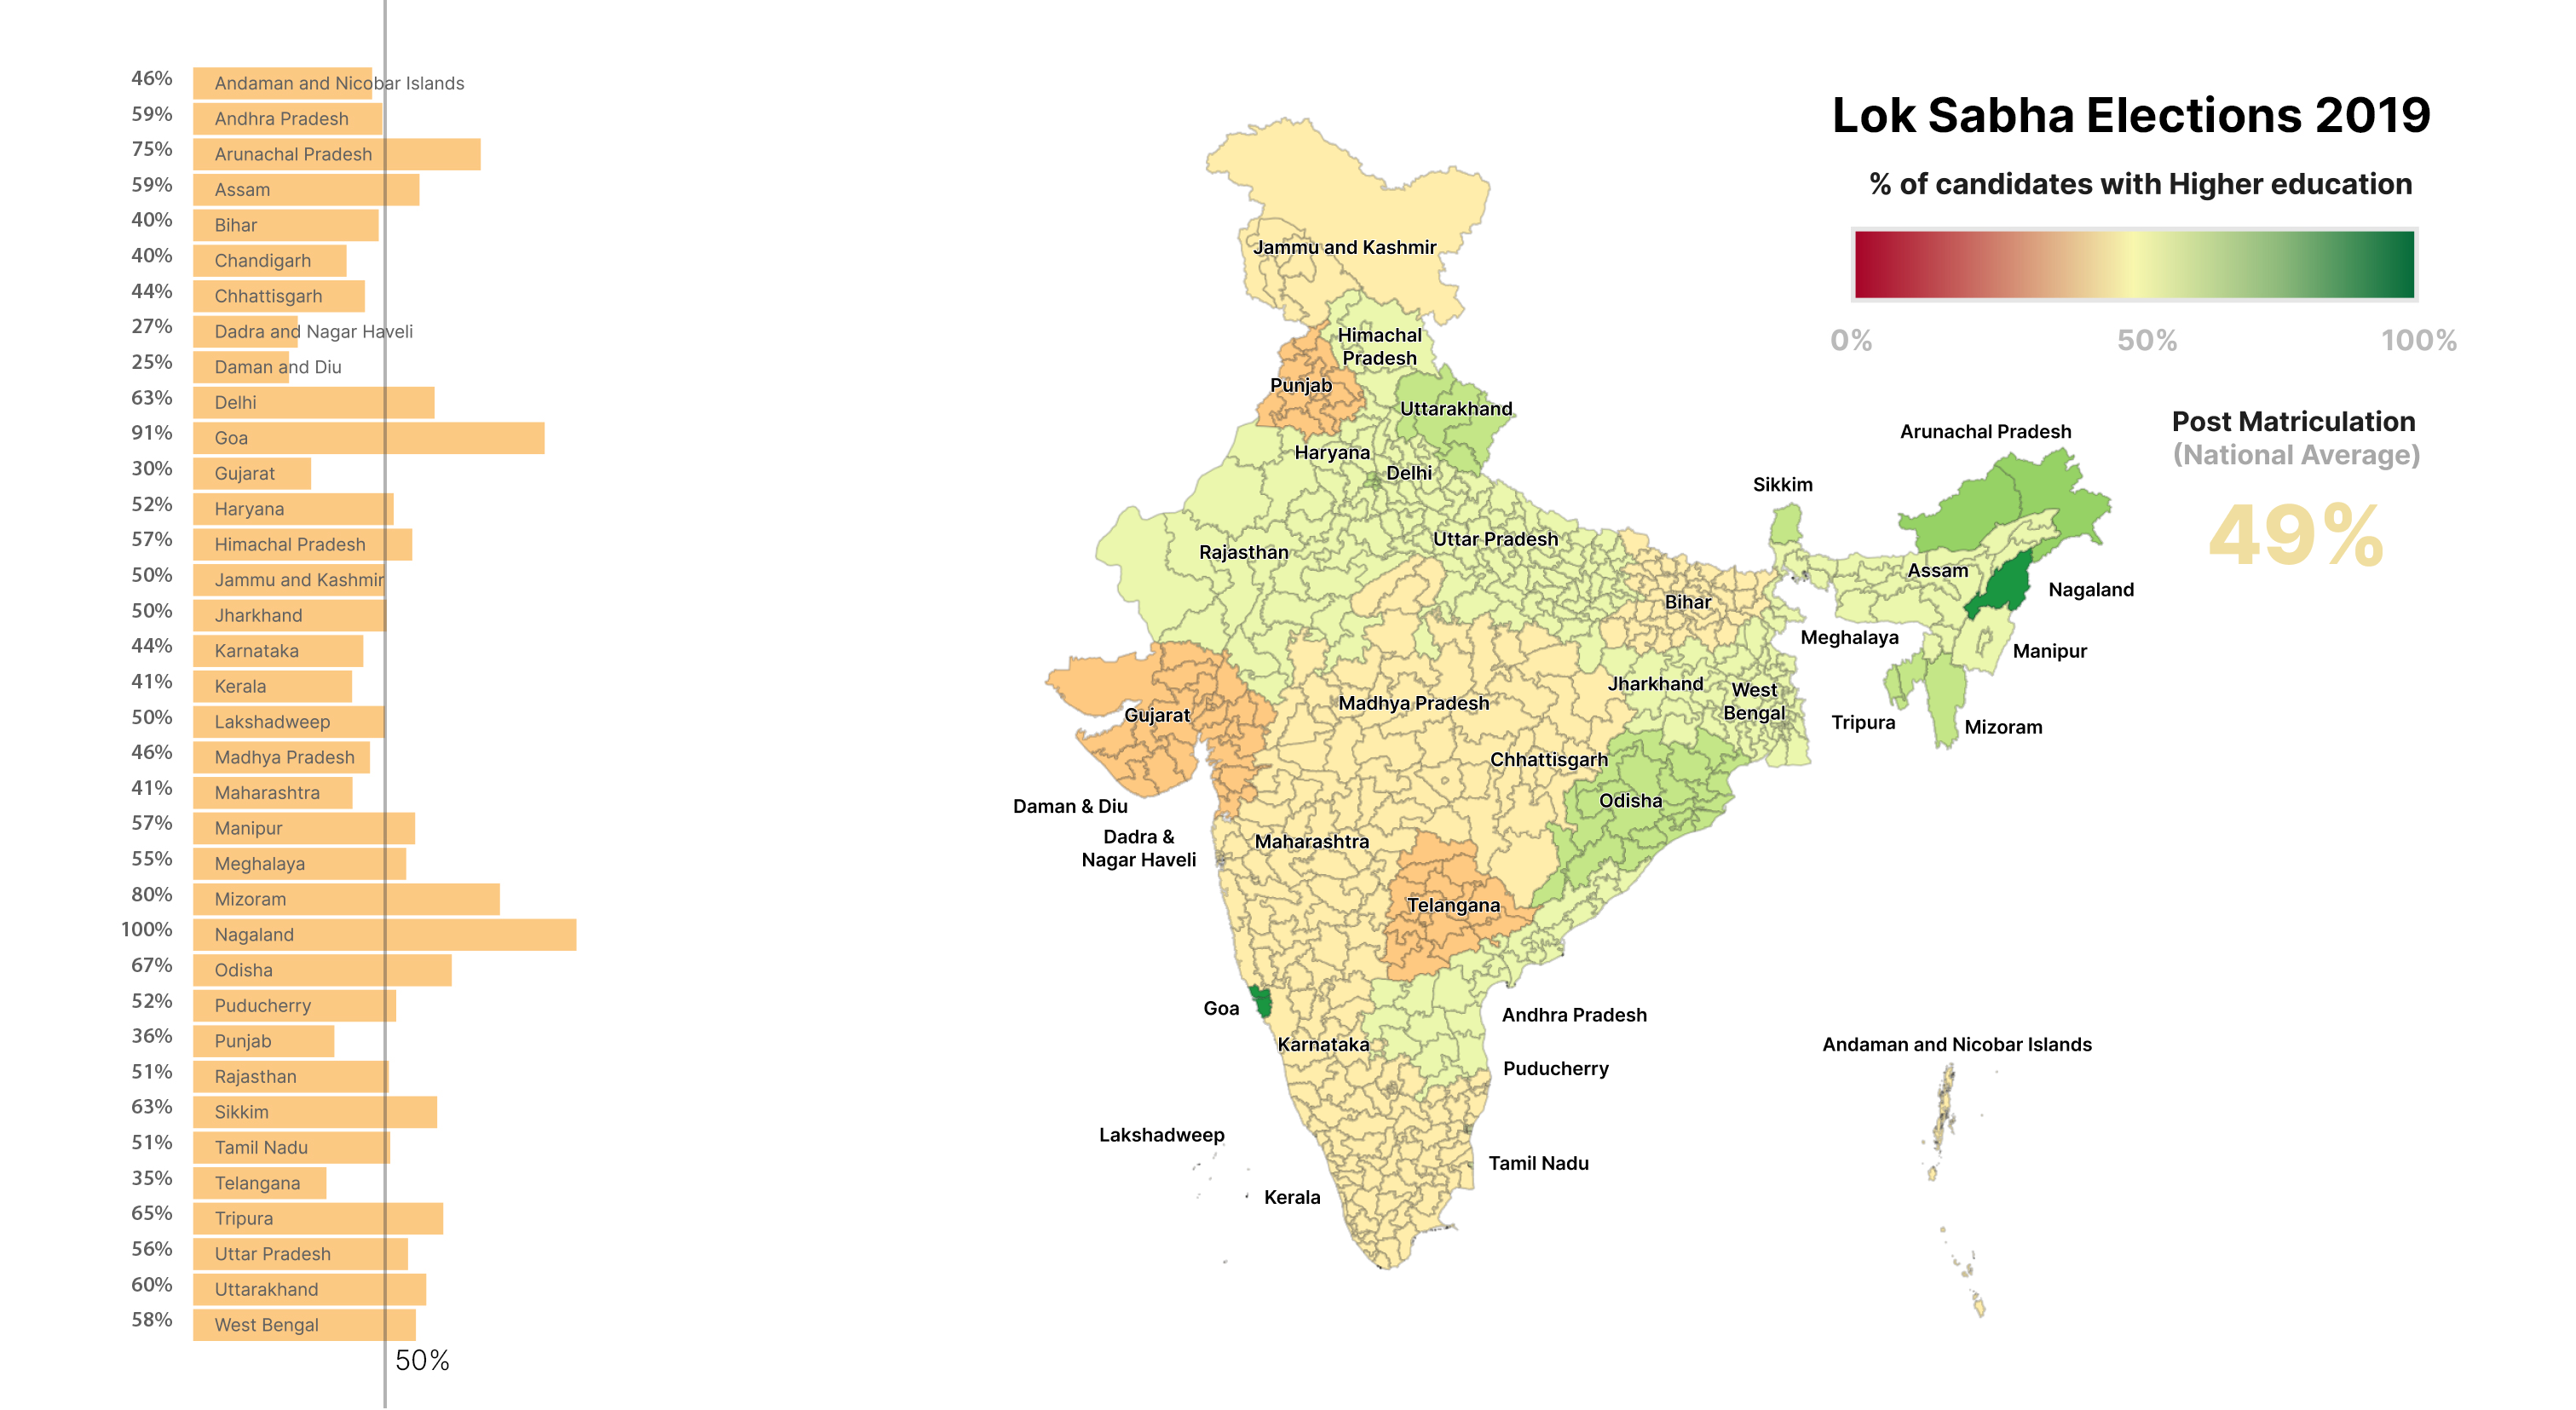 46% Andaman and Nicobar Islands
59% Andhra Pradesh
75% Arunachal Pradesh
59% Assam
40% Bihar
40% Chandigarh
44% Chhattisgarh
27% Dadra and Nagar Haveli
25% Daman and Diu
63% Delhi
91% Goa
30% Gujarat
52% Haryana
57% Himachal Pradesh
50% Jammu and Kashmir
50% Jharkhand
44% Karnataka
41% Kerala
50% Lakshadweep
46% Madhya Pradesh
41% Maharashtra
57% Manipur
55% Meghalaya
80% Mizoram
100% Nagaland
67% Odisha
52% Puducherry
36% Punjab
51% Rajasthan
63% Sikkim
51% Tamil Nadu
35% Telangana
65% Tripura
56% Uttar Pradesh
60% Uttarakhand
58% West Bengal
50%
Jammu and Kashmir
Himachal
Pradesh
Punjab
Uttarakhand
Haryana
Delhi
Rajasthan
Uttar Pradesh
Sikkim
Arunachal Pradesh
Assam
Nagaland
Bihar
Meghalaya
Manipur
Jharkhand
West
Bengal
Tripura
Mizoram
Gujarat
Madhya Pradesh
Chhattisgarh
Odisha
Daman & Diu
Dadra &
Nagar Haveli
Maharashtra
Telangana
Goa
Andhra Pradesh
Karnataka
Puducherry
Lakshadweep
Tamil Nadu
Kerala
Andaman and Nicobar Islands
Lok Sabha Elections 2019
% of candidates with Higher education
0% 50% 100%
Post Matriculation
(National Average)
49%